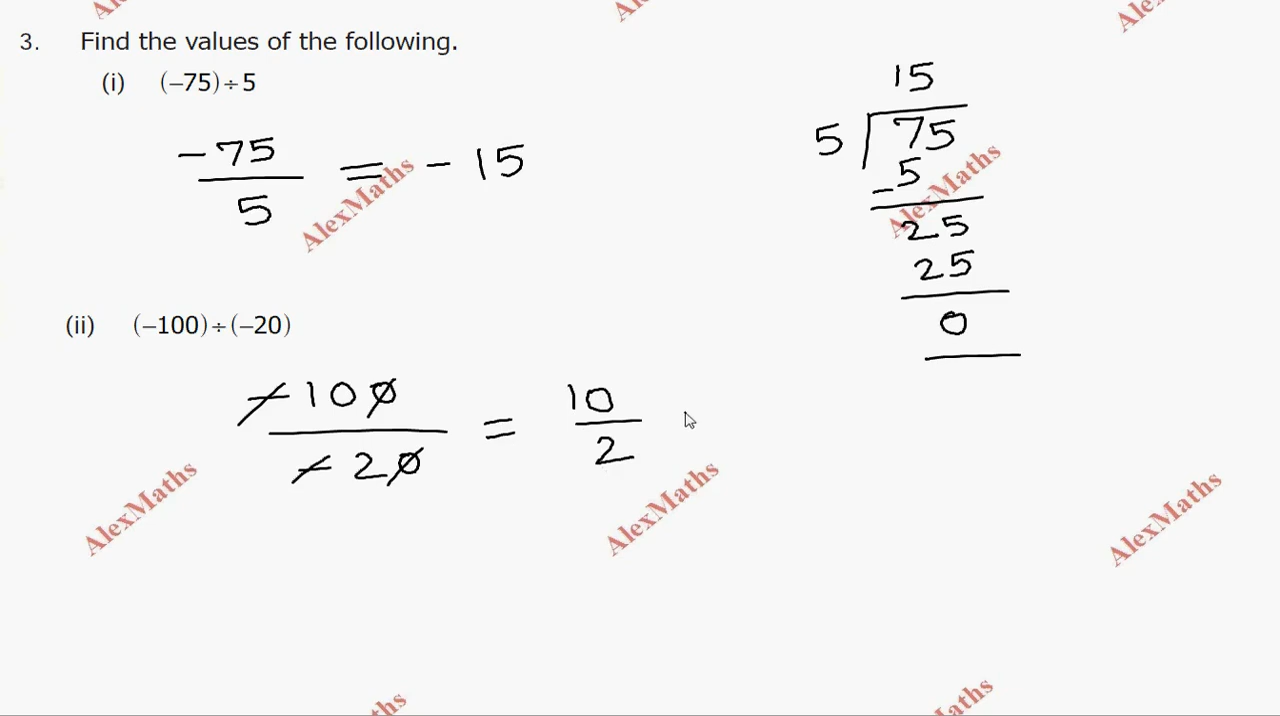 3. Find the values of the following.
(i) (–75)÷5
-75/5 = -15
15
5 75
-5
25
25
0
(ii) (–100)÷(–20)
-100/-20 = 10/2
AlexMaths
AlexMaths
AlexMaths
AlexMaths
AlexMaths